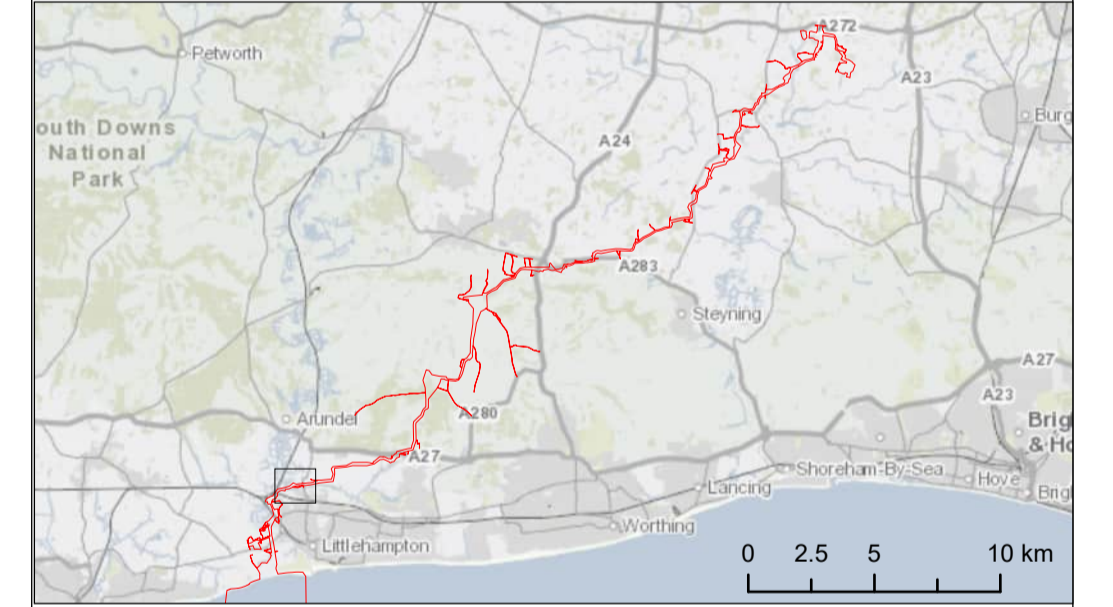 A272
Petworth
A23
outh Downs
National
Park
Burg
A24
A283
Steyning
A27
A23
Arundel
A280
Brig
& Ho
A27
Shoreham-By-Sea
Hove
Lancing
Brig
Worthing
Littlehampton
0 2.5 5 10 km